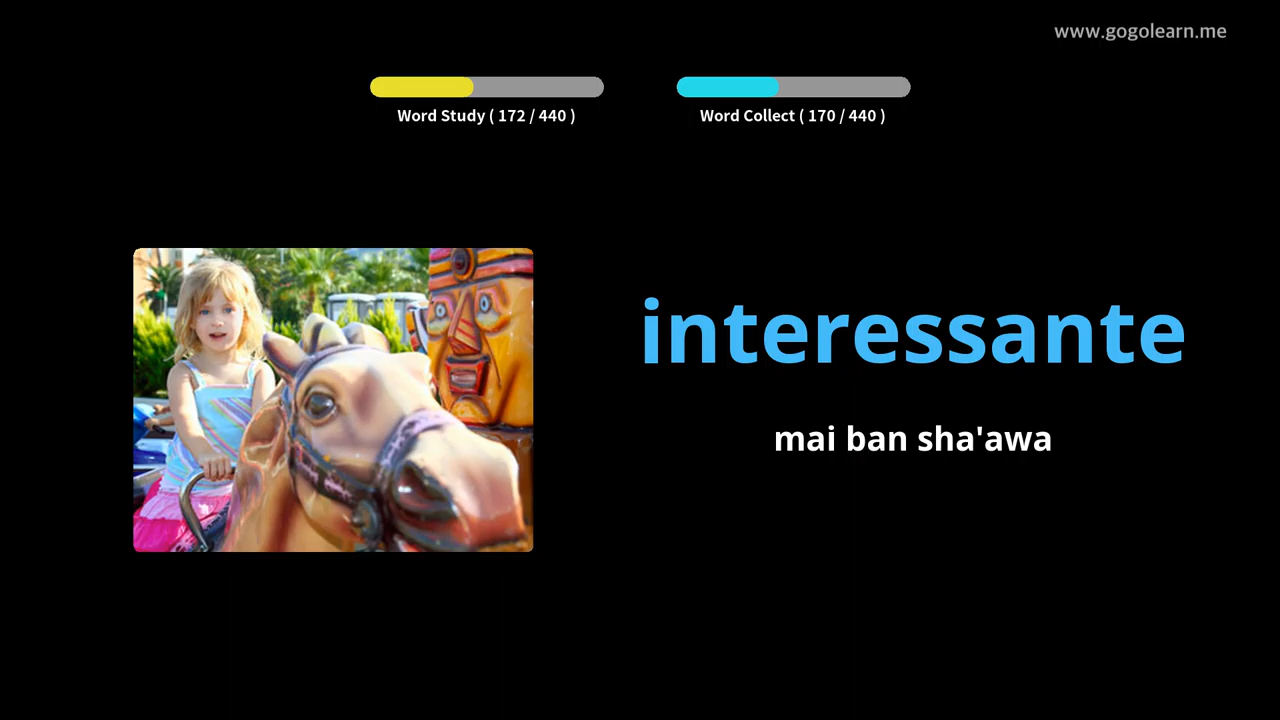 www.gogolearn.me
Word Study ( 172 / 440 )
Word Collect ( 170 / 440 )
interessante
mai ban sha'awa